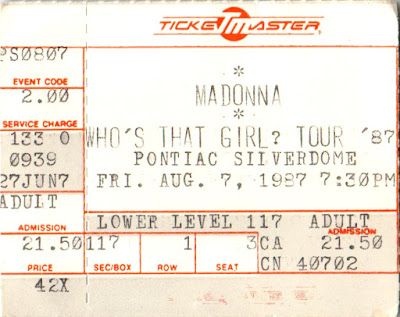 TICKETMASTER
PS0807
EVENT CODE
2.00
SERVICE CHARGE
133 0
0939
27JUN7
ADULT
ADMISSION
21.50
PRICE
42X
*
MADONNA
*
WHO'S THAT GIRL? TOUR '87
PONTIAC SILVERDOME
FRI. AUG. 7, 1987 7:30PM
LOWER LEVEL 117 ADULT
ADMISSION
117 1 3 CA 21.50
SEC/BOX ROW SEAT CN 40702